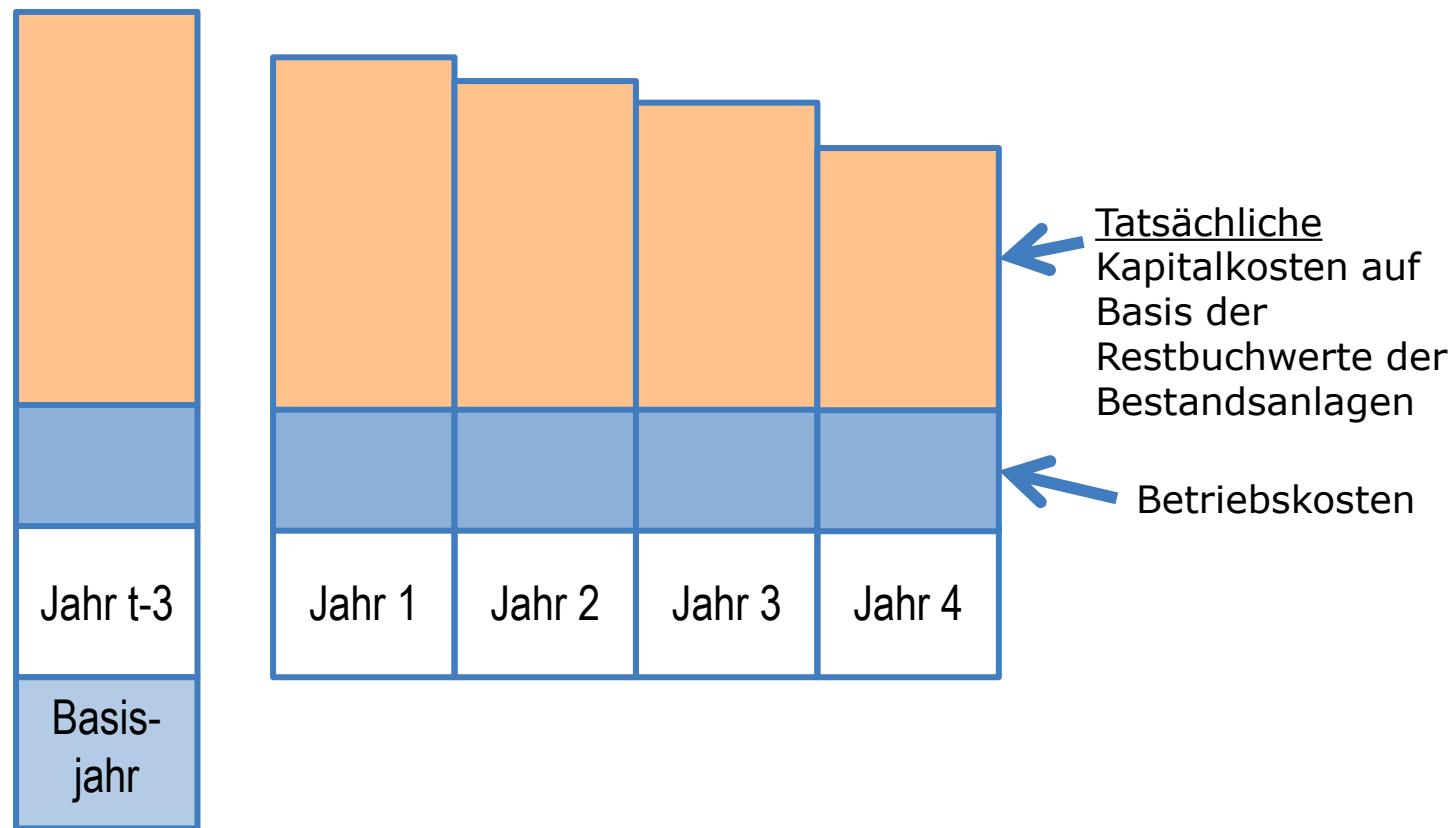 Tatsächliche
Kapitalkosten auf
Basis der
Restbuchwerte der
Bestandsanlagen
Betriebskosten
Jahr t-3
Jahr 1
Jahr 2
Jahr 3
Jahr 4
Basis-
jahr